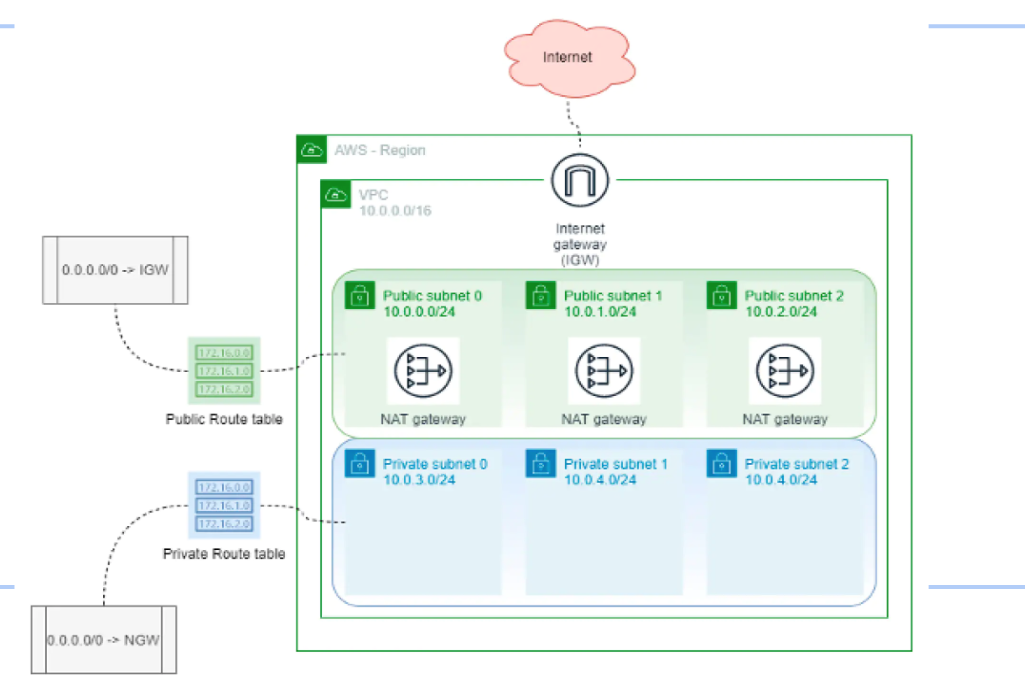 Internet
AWS - Region
VPC
10.0.0.0/16
Internet
gateway
(IGW)
0.0.0.0/0 -> IGW
Public subnet 0
10.0.0.0/24
Public subnet 1
10.0.1.0/24
Public subnet 2
10.0.2.0/24
172.16.0.0
172.16.1.0
172.16.2.0
Public Route table
NAT gateway
NAT gateway
NAT gateway
Private subnet 0
10.0.3.0/24
Private subnet 1
10.0.4.0/24
Private subnet 2
10.0.4.0/24
172.16.0.0
172.16.1.0
172.16.2.0
Private Route table
0.0.0.0/0 -> NGW